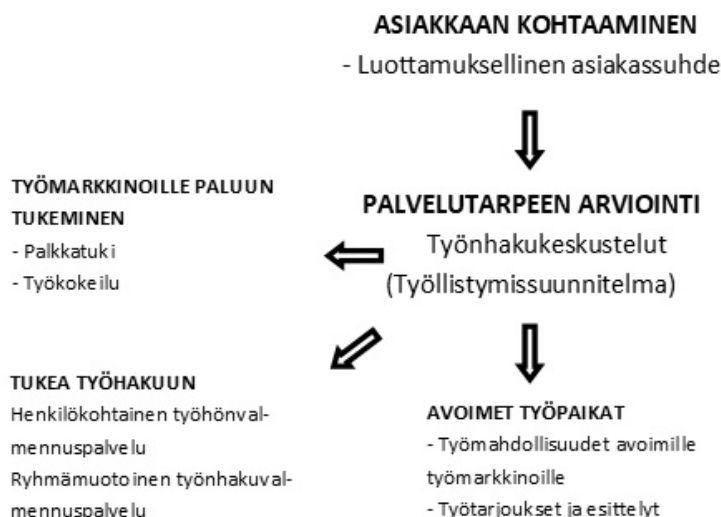 ASIAKKAAN KOHTAAMINEN
- Luottamuksellinen asiakassuhde
PALVELUTARPEEN ARVIOINTI
Työnhakukeskustelut
(Työllistymissuunnitelma)
TYÖMARKKINOILLE PALUUN
TUKEMINEN
- Palkkatuki
- Työkokeilu
TUKEA TYÖHAKUUN
Henkilökohtainen työhönval-
mennuspalvelu
Ryhmämuotoinen työnhakuval-
mennuspalvelu
AVOIMET TYÖPAIKAT
- Työmahdollisuudet avoimille
työmarkkinoille
- Työtarjoukset ja esittelyt